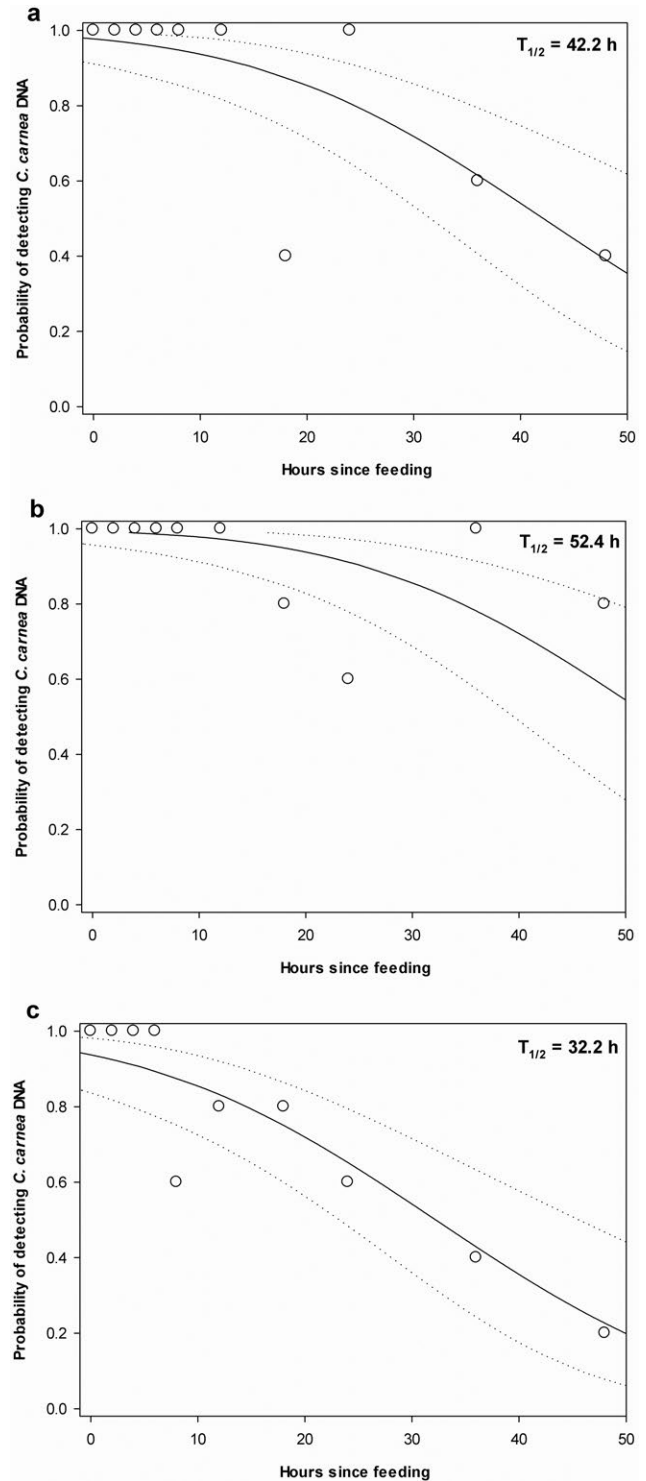 a
T1/2 = 42.2 h
Probability of detecting C. carnea DNA
1.0
0.8
0.6
0.4
0.2
0.0
0 10 20 30 40 50
Hours since feeding
b
T1/2 = 52.4 h
Probability of detecting C. carnea DNA
1.0
0.8
0.6
0.4
0.2
0.0
0 10 20 30 40 50
Hours since feeding
c
T1/2 = 32.2 h
Probability of detecting C. carnea DNA
1.0
0.8
0.6
0.4
0.2
0.0
0 10 20 30 40 50
Hours since feeding